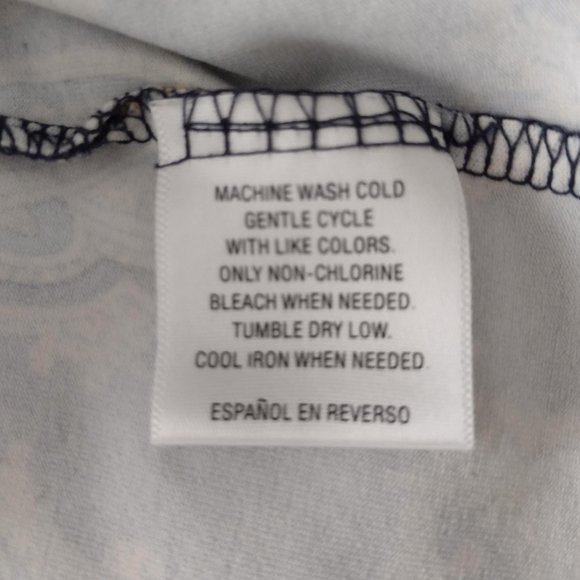 MACHINE WASH COLD
GENTLE CYCLE
WITH LIKE COLORS.
ONLY NON-CHLORINE
BLEACH WHEN NEEDED.
TUMBLE DRY LOW.
COOL IRON WHEN NEEDED.
ESPAÑOL EN REVERSO